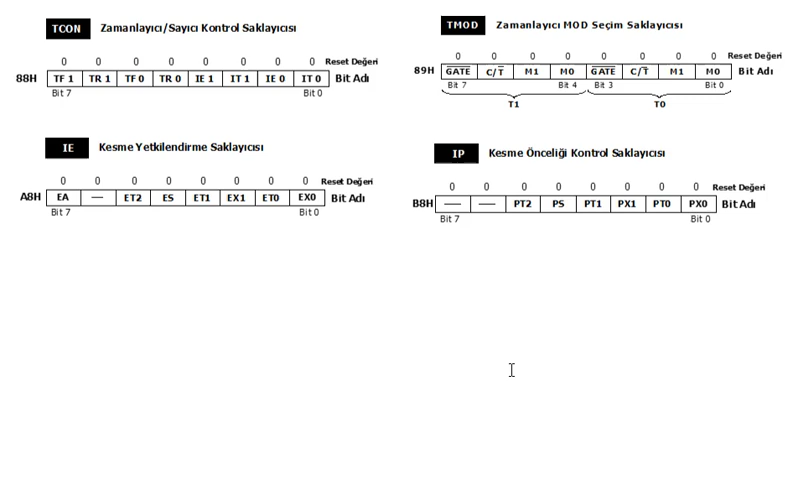 TCON Zamanlayıcı/Sayıcı Kontrol Saklayıcısı
0 0 0 0 0 0 0 0 Reset Değeri
88H TF 1 TR 1 TF 0 TR 0 IE 1 IT 1 IE 0 IT 0 Bit Adı
Bit 7 Bit 0
TMOD Zamanlayıcı MOD Seçim Saklayıcısı
0 0 0 0 0 0 0 0 Reset Değeri
89H GATE C/T M1 M0 GATE C/T M1 M0 Bit Adı
Bit 7 Bit 4 Bit 3 Bit 0
T1 T0
IE Kesme Yetkilendirme Saklayıcısı
0 0 0 0 0 0 0 0 Reset Değeri
A8H EA — ET2 ES ET1 EX1 ET0 EX0 Bit Adı
Bit 7 Bit 0
IP Kesme Önceliği Kontrol Saklayıcısı
0 0 0 0 0 0 0 0 Reset Değeri
B8H — — PT2 PS PT1 PX1 PT0 PX0 Bit Adı
Bit 7 Bit 0